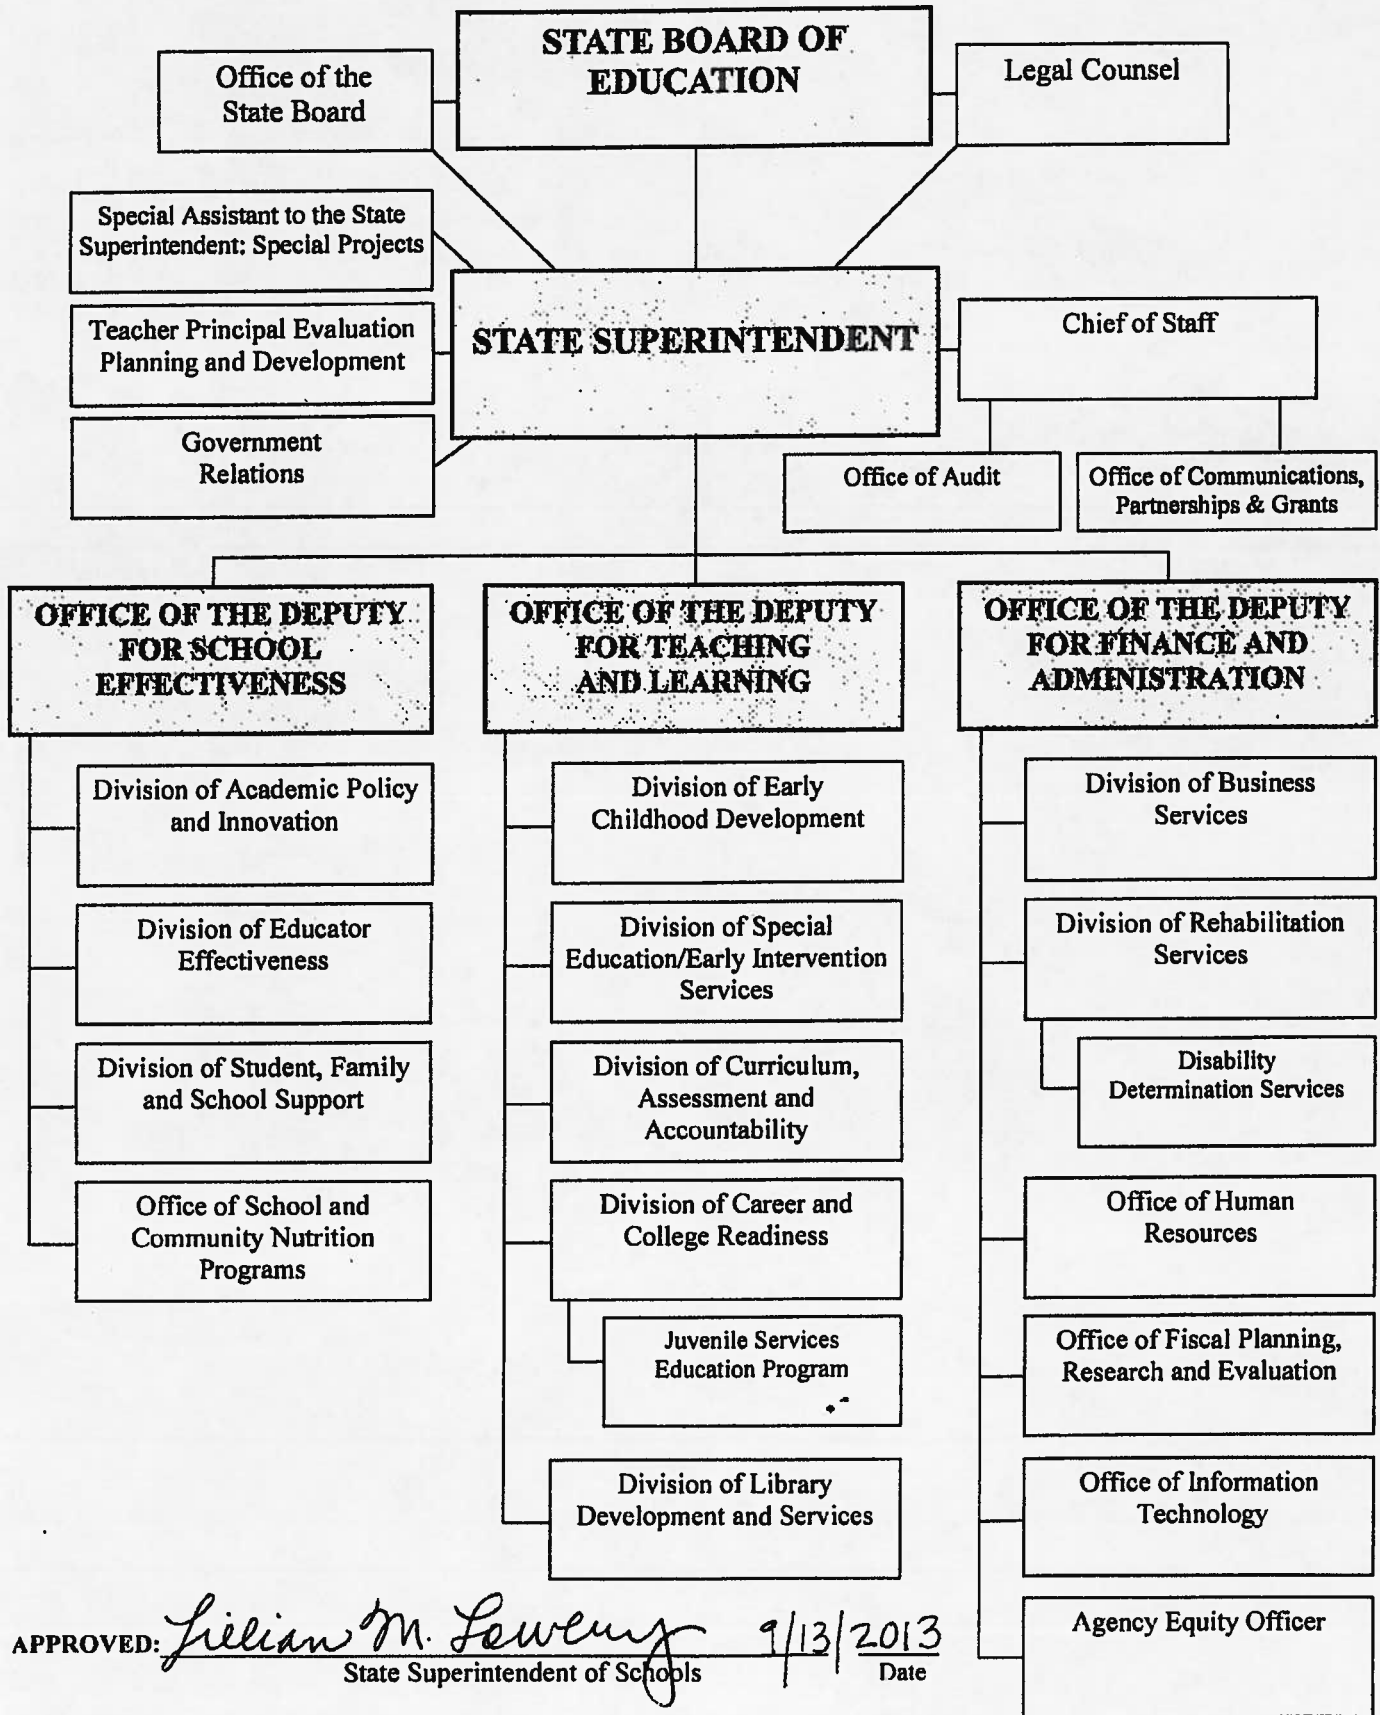 STATE BOARD OF
EDUCATION
Office of the
State Board
Legal Counsel
Special Assistant to the State
Superintendent: Special Projects
Teacher Principal Evaluation
Planning and Development
Government
Relations
STATE SUPERINTENDENT
Chief of Staff
Office of Audit
Office of Communications,
Partnerships & Grants
OFFICE OF THE DEPUTY
FOR SCHOOL
EFFECTIVENESS
Division of Academic Policy
and Innovation
Division of Educator
Effectiveness
Division of Student, Family
and School Support
Office of School and
Community Nutrition
Programs
OFFICE OF THE DEPUTY
FOR TEACHING
AND LEARNING
Division of Early
Childhood Development
Division of Special
Education/Early Intervention
Services
Division of Curriculum,
Assessment and
Accountability
Division of Career and
College Readiness
Juvenile Services
Education Program
Division of Library
Development and Services
OFFICE OF THE DEPUTY
FOR FINANCE AND
ADMINISTRATION
Division of Business
Services
Division of Rehabilitation
Services
Disability
Determination Services
Office of Human
Resources
Office of Fiscal Planning,
Research and Evaluation
Office of Information
Technology
Agency Equity Officer
APPROVED: Lillian M. Lowery 9/13/2013
State Superintendent of Schools Date